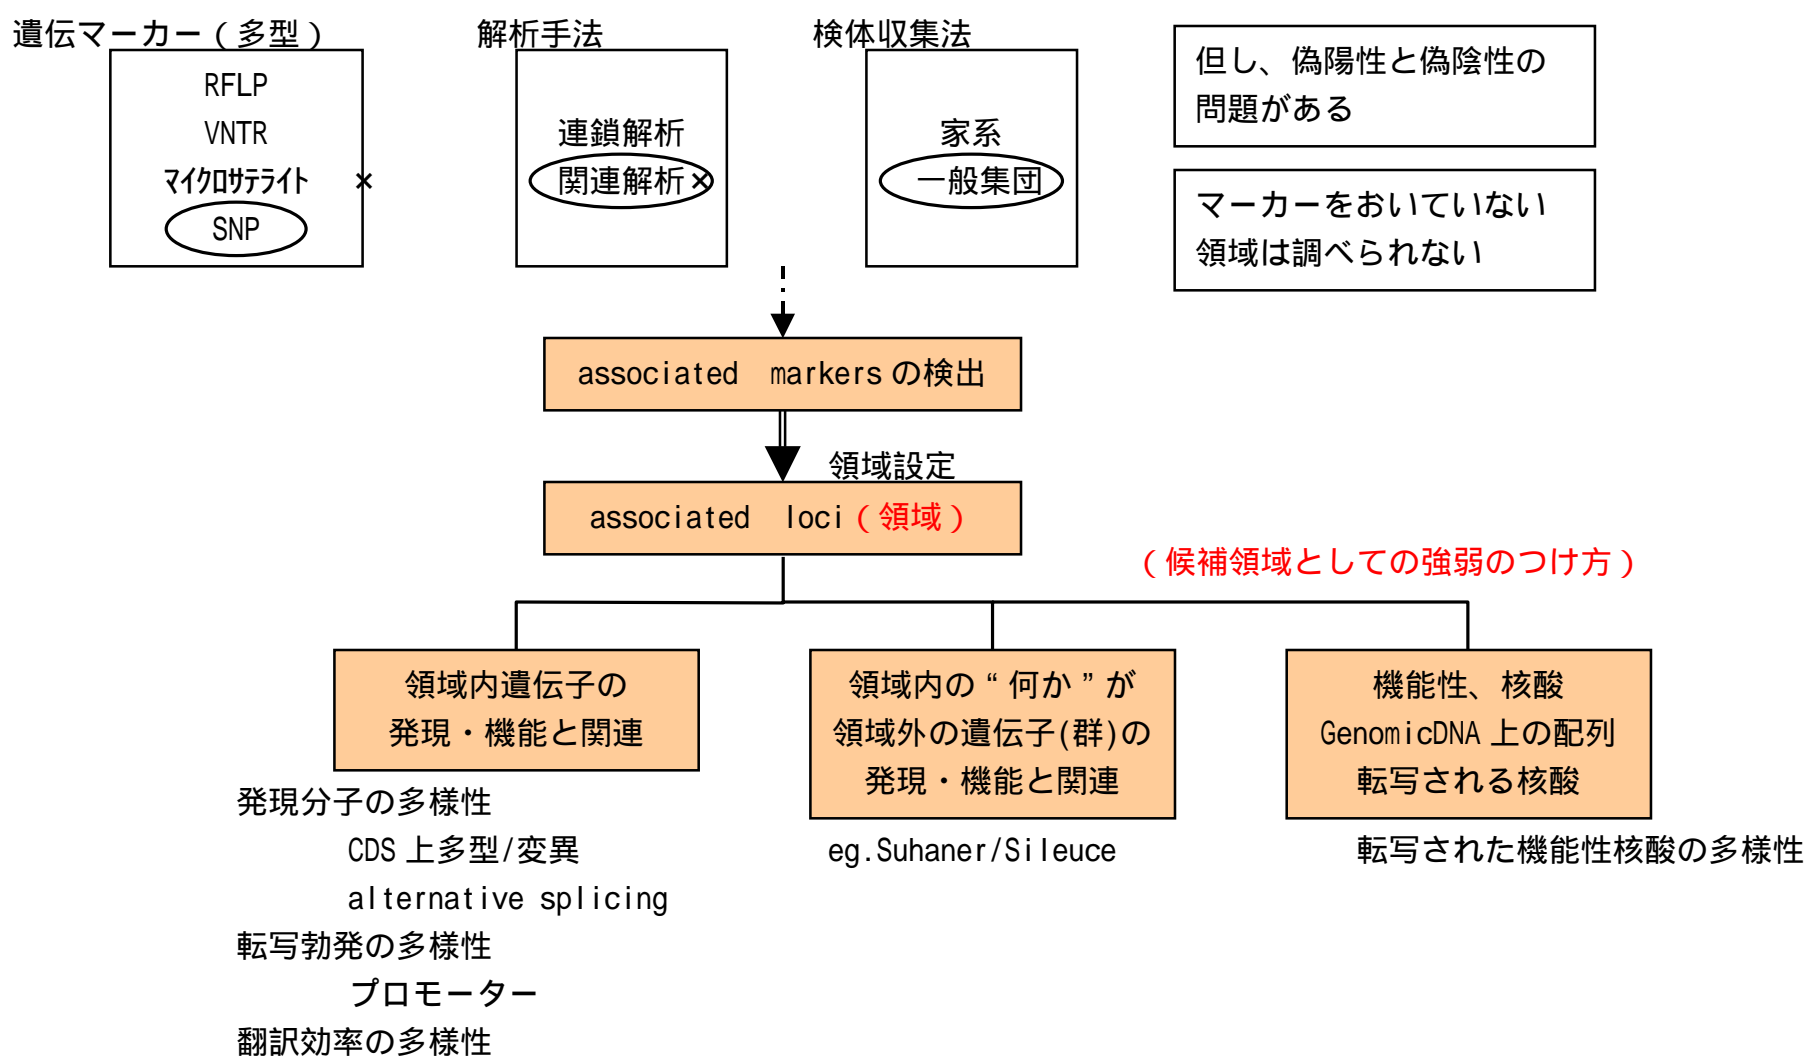 遺伝マーカー（多型）
RFLP
VNTR
マイクロサテライト
×
SNP
解析手法
連鎖解析
関連解析×
検体収集法
家系
一般集団
但し、偽陽性と偽陰性の
問題がある
マーカーをおいていない
領域は調べられない
associated markersの検出
領域設定
associated loci（領域）
（候補領域としての強弱のつけ方）
領域内遺伝子の
発現・機能と関連
発現分子の多様性
CDS上多型/変異
alternative splicing
転写勃発の多様性
プロモーター
翻訳効率の多様性
領域内の“何か”が
領域外の遺伝子(群)の
発現・機能と関連
eg.Suhaner/Sileuce
機能性、核酸
GenomicDNA上の配列
転写される核酸
転写された機能性核酸の多様性